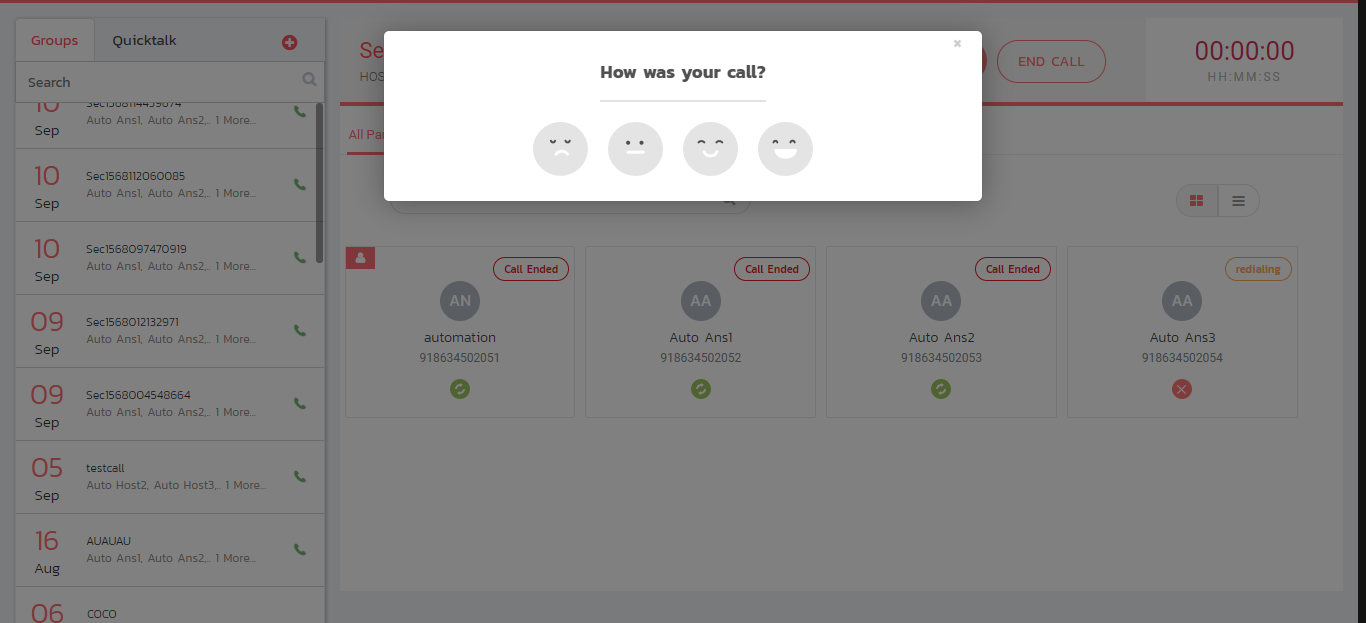 Groups
Quicktalk
Search
Sep
Auto Ans1, Auto Ans2,.. 1 More...
10
Sep
Sec1568112060085
Auto Ans1, Auto Ans2,.. 1 More...
10
Sep
Sec1568097470919
Auto Ans1, Auto Ans2,.. 1 More...
09
Sep
Sec1568012132971
Auto Ans1, Auto Ans2,.. 1 More...
09
Sep
Sec1568004548664
Auto Ans1, Auto Ans2,.. 1 More...
05
Sep
testcall
Auto Host2, Auto Host3,.. 1 More...
16
Aug
AUAUAU
Auto Ans1, Auto Ans2,.. 1 More...
06
COCO
How was your call?
END CALL
00:00:00
HH:MM:SS
Se
HOS
All Par
Call Ended
AN
automation
918634502051
Call Ended
AA
Auto Ans1
918634502052
Call Ended
AA
Auto Ans2
918634502053
redialing
AA
Auto Ans3
918634502054